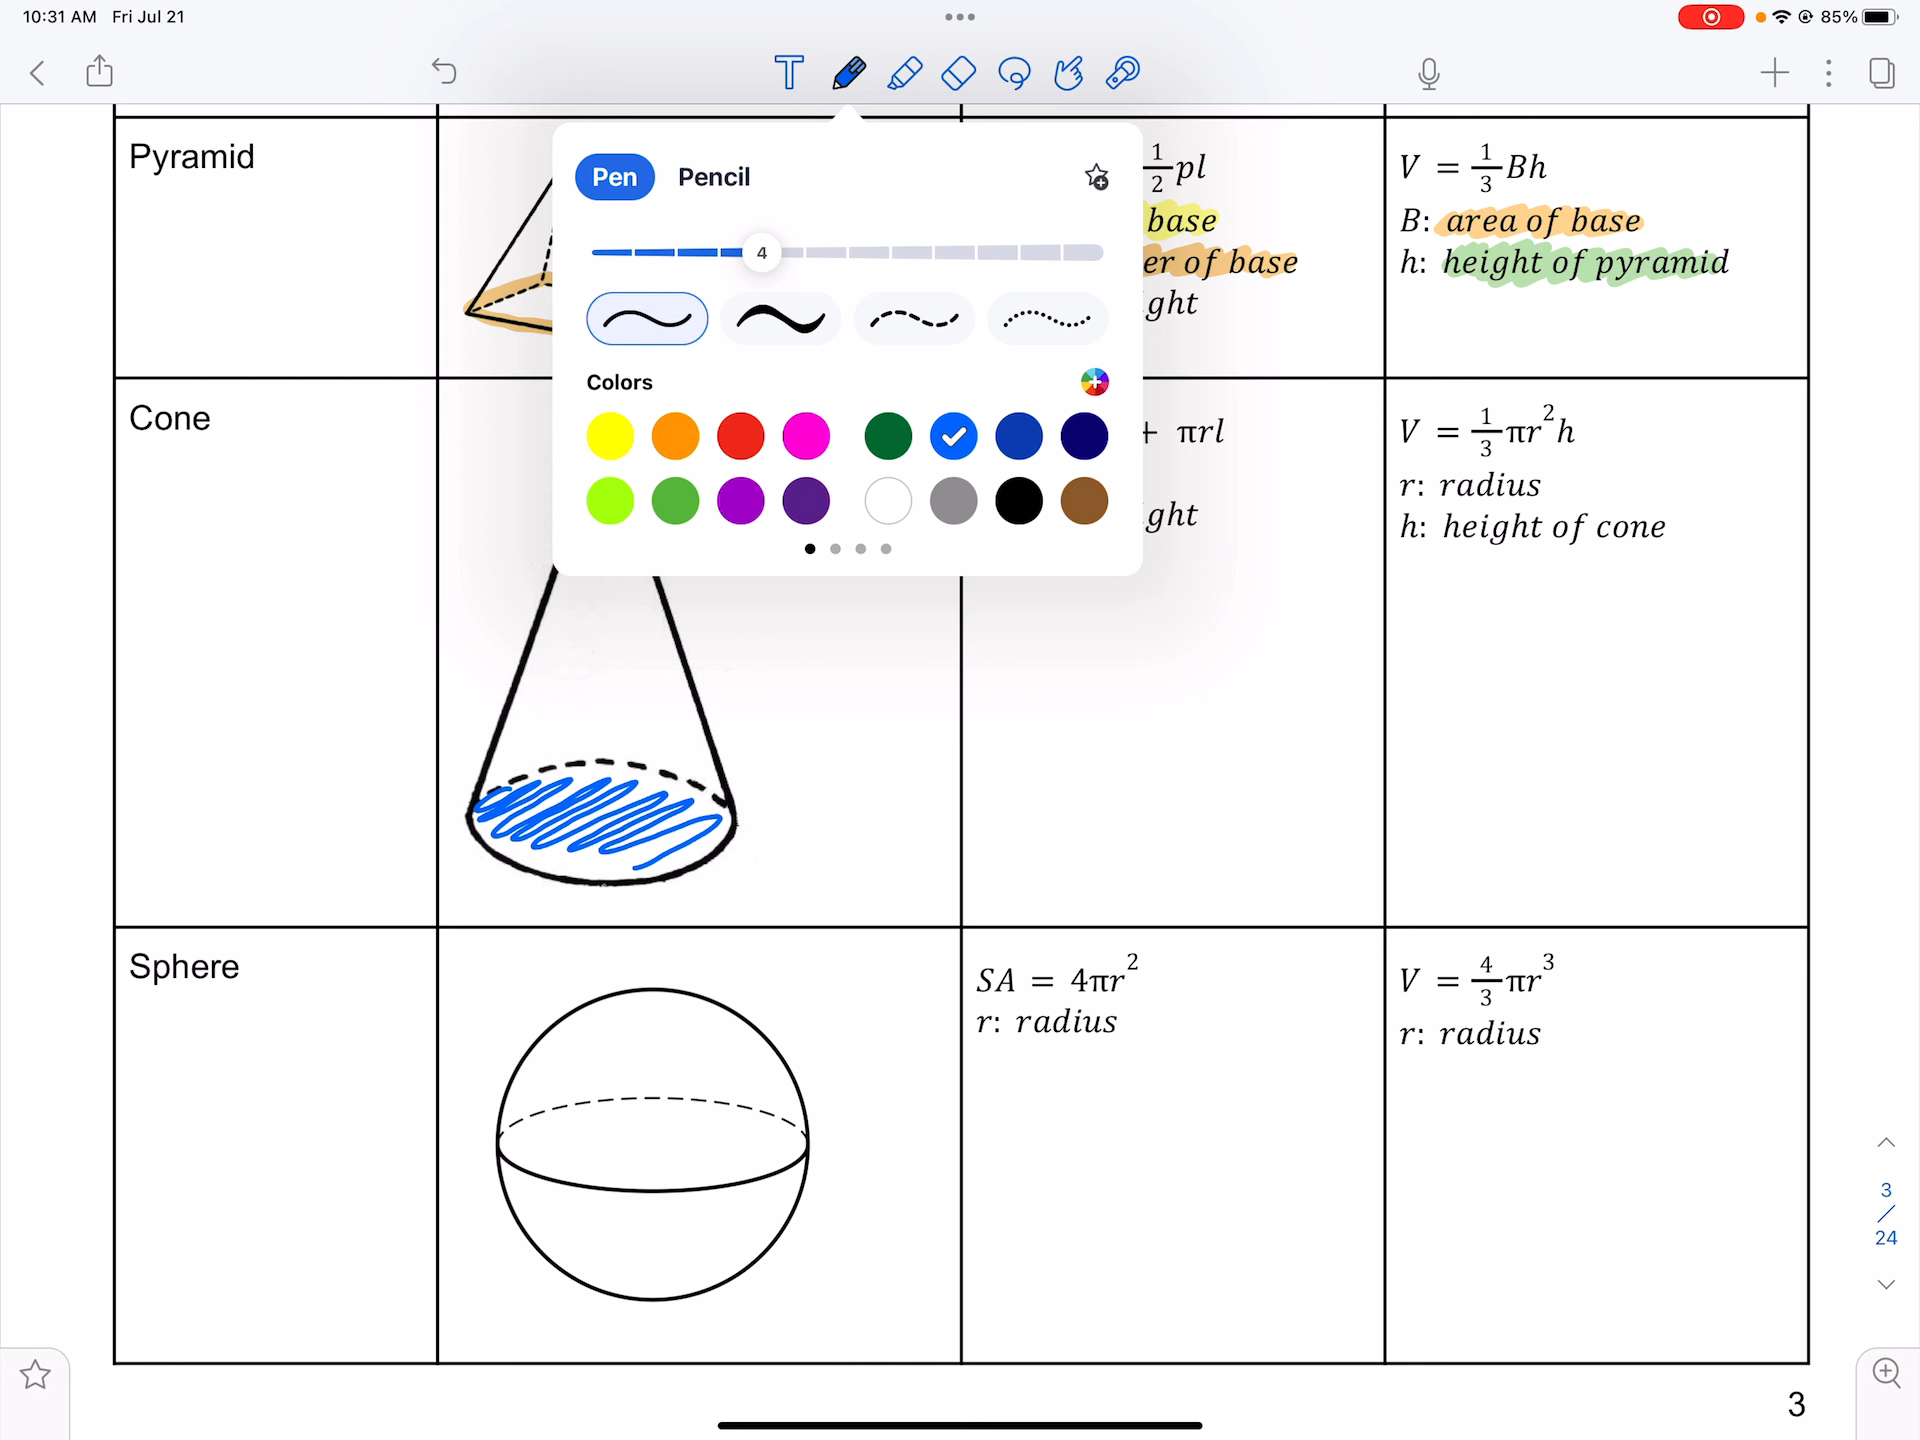 10:31 AM Fri Jul 21
85%
Pen Pencil
4
Colors
Pyramid
1/2 pl
base
er of base
ght
V = 1/3 Bh
B: area of base
h: height of pyramid
Cone
+ πrl
ght
V = 1/3 πr²h
r: radius
h: height of cone
Sphere
SA = 4πr²
r: radius
V = 4/3 πr³
r: radius
3
/
24
3